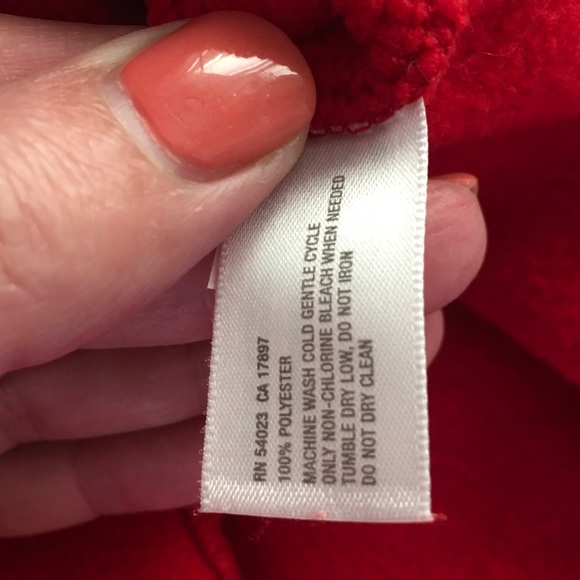 RN 54023 CA 17897
100% POLYESTER
MACHINE WASH COLD GENTLE CYCLE
ONLY NON-CHLORINE BLEACH WHEN NEEDED
TUMBLE DRY LOW, DO NOT IRON
DO NOT DRY CLEAN